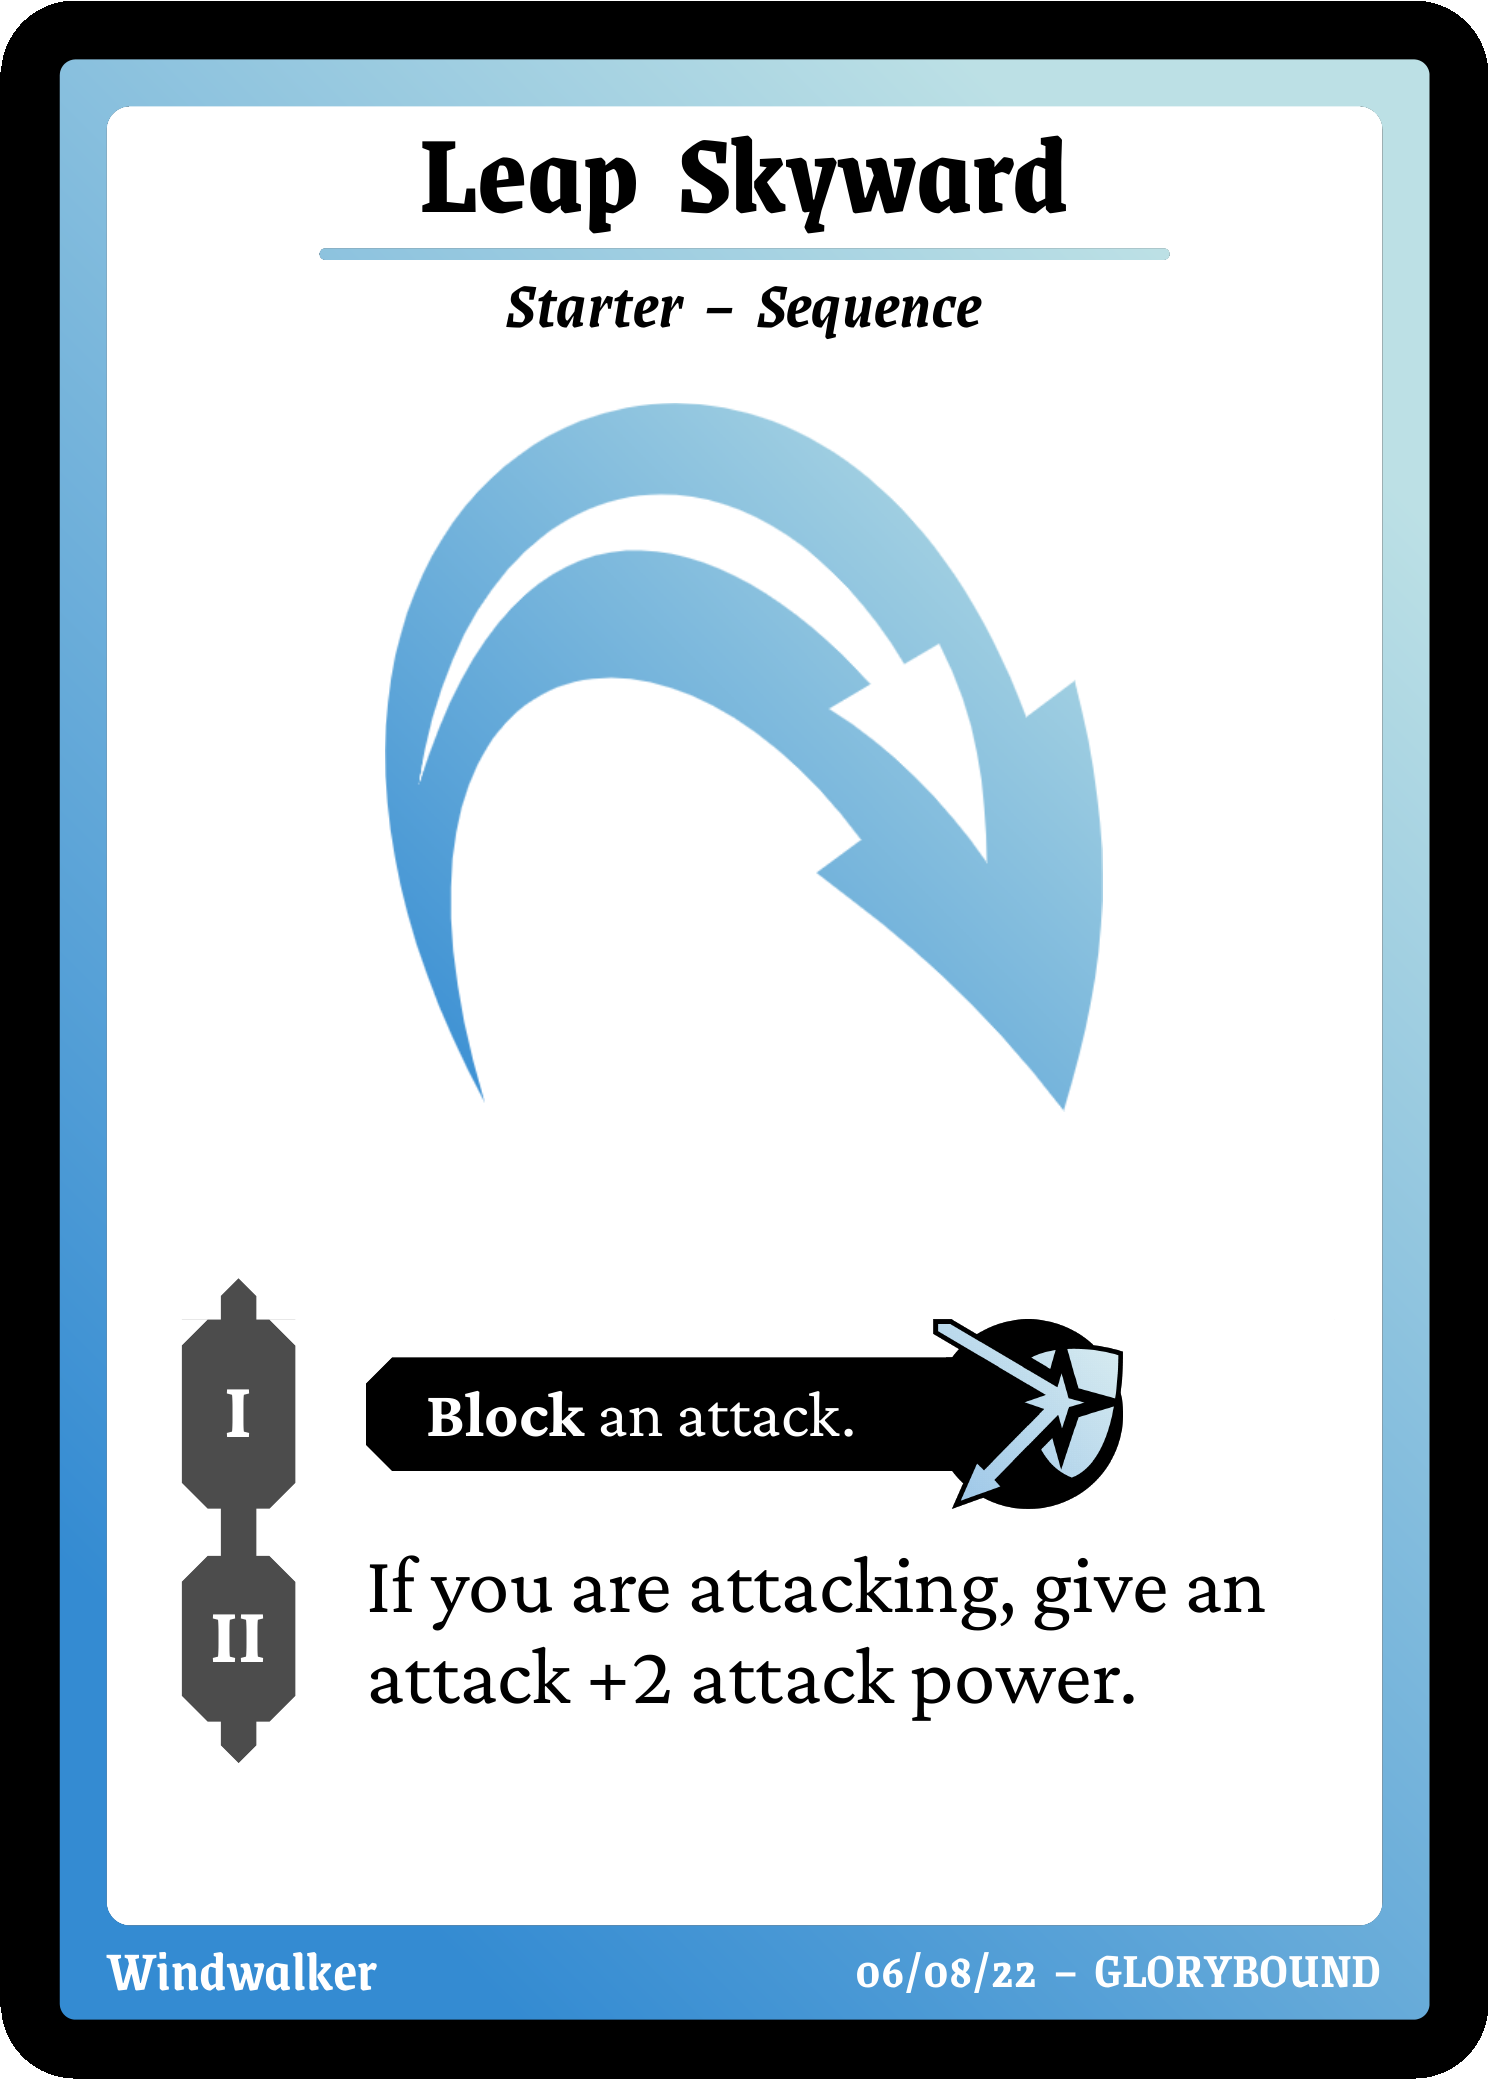 Leap Skyward
Starter – Sequence
I
Block an attack.
II
If you are attacking, give an
attack +2 attack power.
Windwalker
06/08/22 – GLORYBOUND